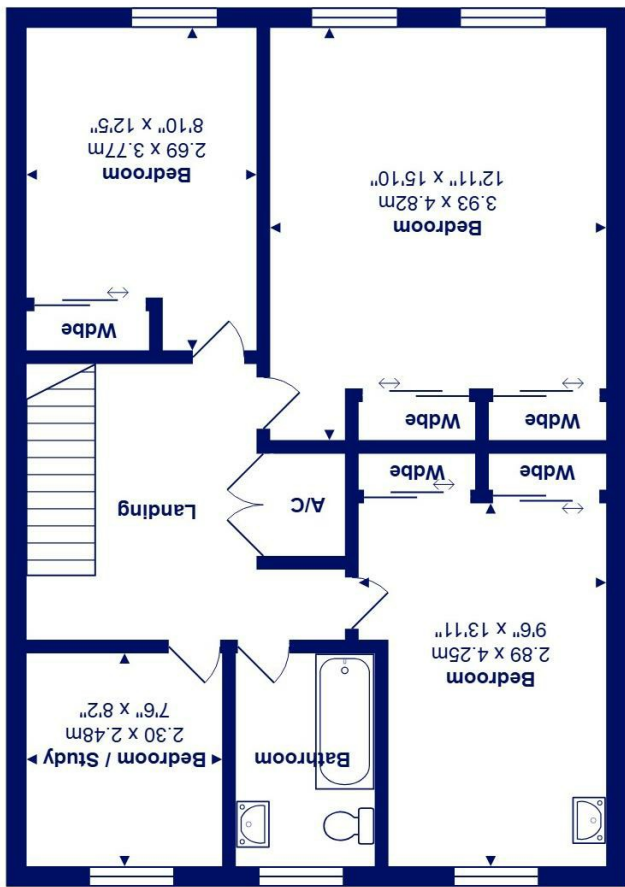 Bedroom
2.89 x 4.25m
9'6" x 13'11"
Bathroom
Bedroom / Study
2.30 x 2.48m
7'6" x 8'2"
Wdbe
Wdbe
A/C
Landing
Wdbe
Wdbe
Wdbe
Bedroom
3.93 x 4.82m
12'11" x 15'10"
Bedroom
2.69 x 3.77m
8'10" x 12'5"